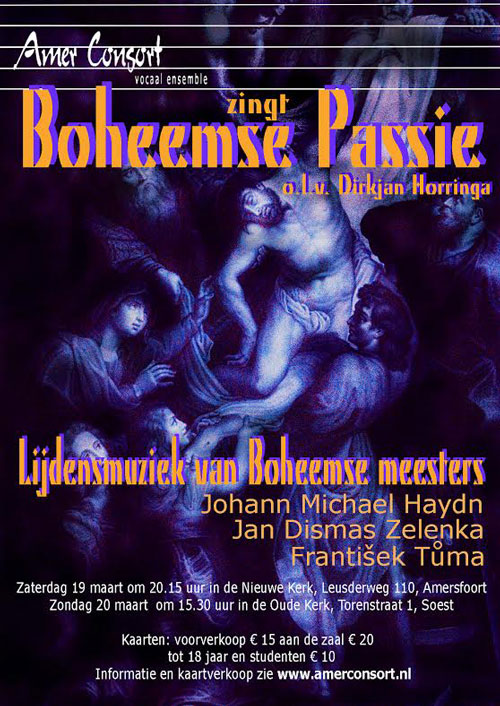 Amer Consort
vocaal ensemble
zingt
Boheemse Passie
o.l.v. Dirkjan Horringa
Lijdensmuziek van Boheemse meesters
Johann Michael Haydn
Jan Dismas Zelenka
František Tůma
Zaterdag 19 maart om 20.15 uur in de Nieuwe Kerk, Leusderweg 110, Amersfoort
Zondag 20 maart om 15.30 uur in de Oude Kerk, Torenstraat 1, Soest
Kaarten: voorverkoop € 15 aan de zaal € 20
tot 18 jaar en studenten € 10
Informatie en kaartverkoop zie www.amerconsort.nl